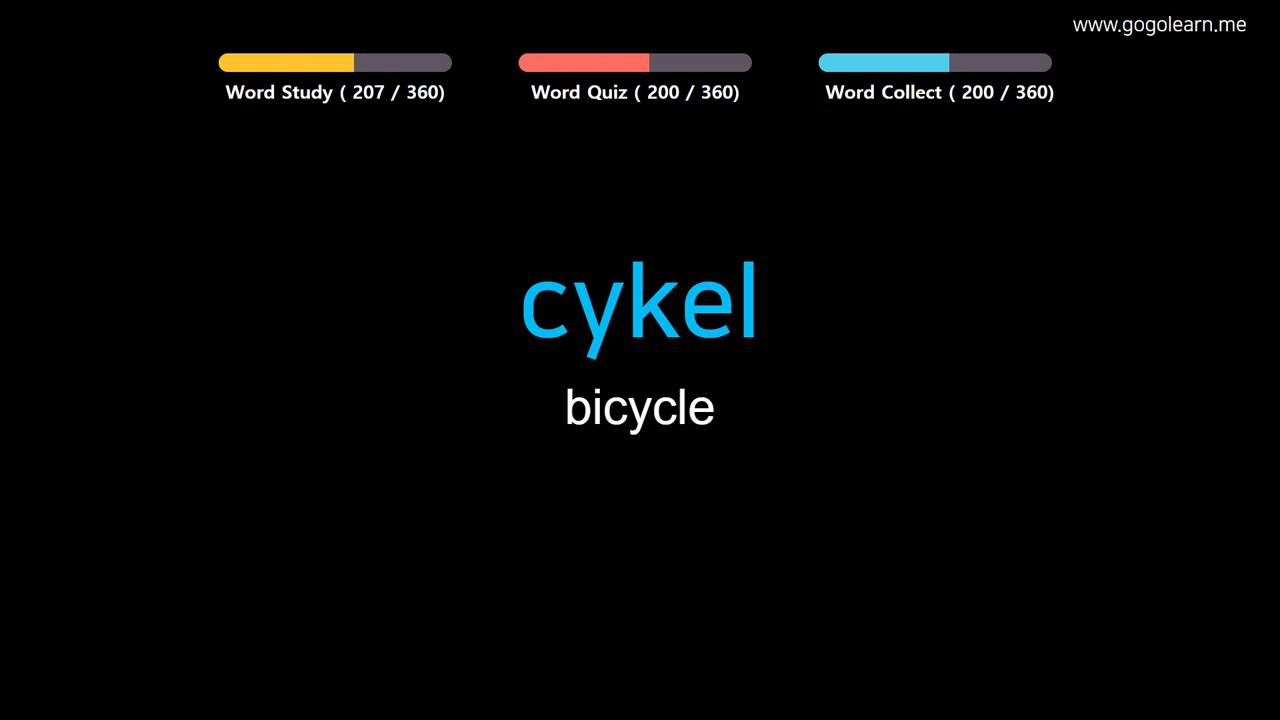 www.gogolearn.me
Word Study ( 207 / 360)
Word Quiz ( 200 / 360)
Word Collect ( 200 / 360)
cykel
bicycle